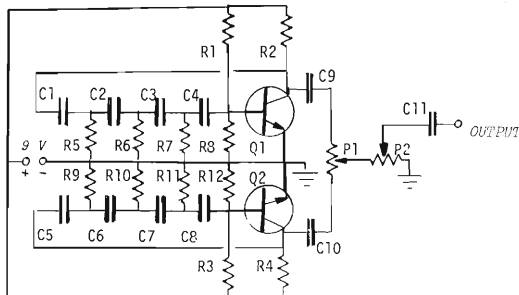 R1 R2
C9
C1 C2 C3 C4
C11
OUTPUT
R5 R6 R7 R8
Q1
P1 P2
9 V
+ -
R9 R10 R11 R12
Q2
C5 C6 C7 C8
C10
R3 R4